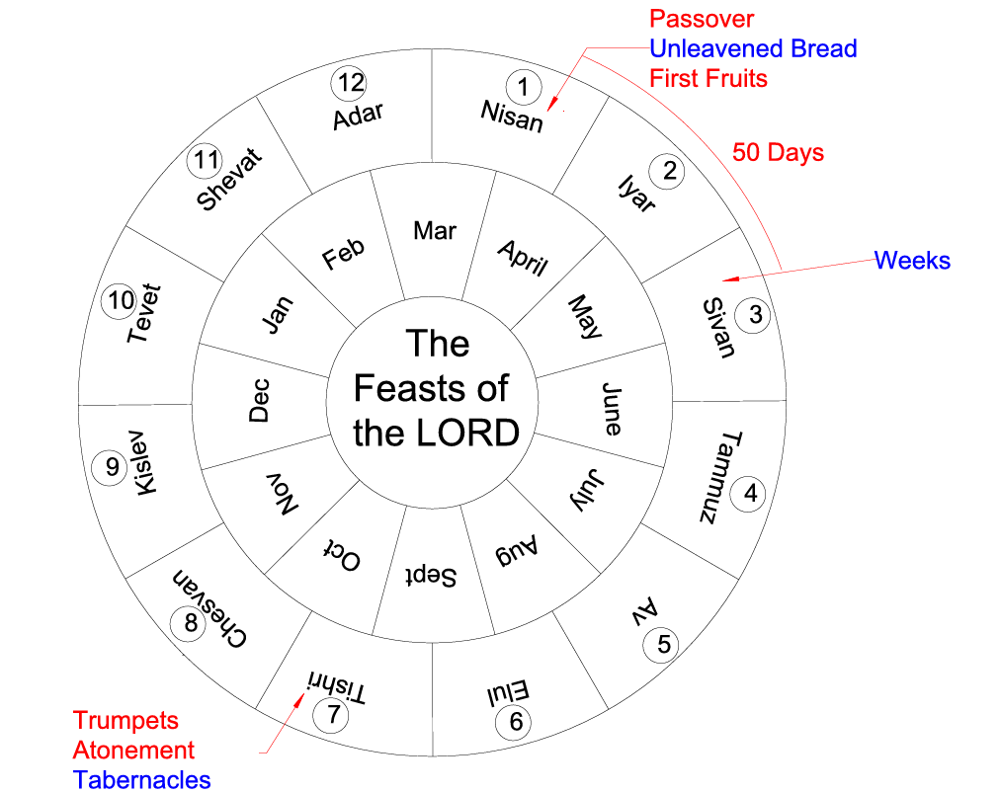 Passover
Unleavened Bread
First Fruits
50 Days
Weeks
1
Nisan
2
Iyar
3
Sivan
4
Tammuz
5
Av
6
Elul
7
Tishri
8
Chesvan
9
Kislev
10
Tevet
11
Shevat
12
Adar
Mar
April
May
June
July
Aug
Sept
Oct
Nov
Dec
Jan
Feb
The
Feasts of
the LORD
Trumpets
Atonement
Tabernacles